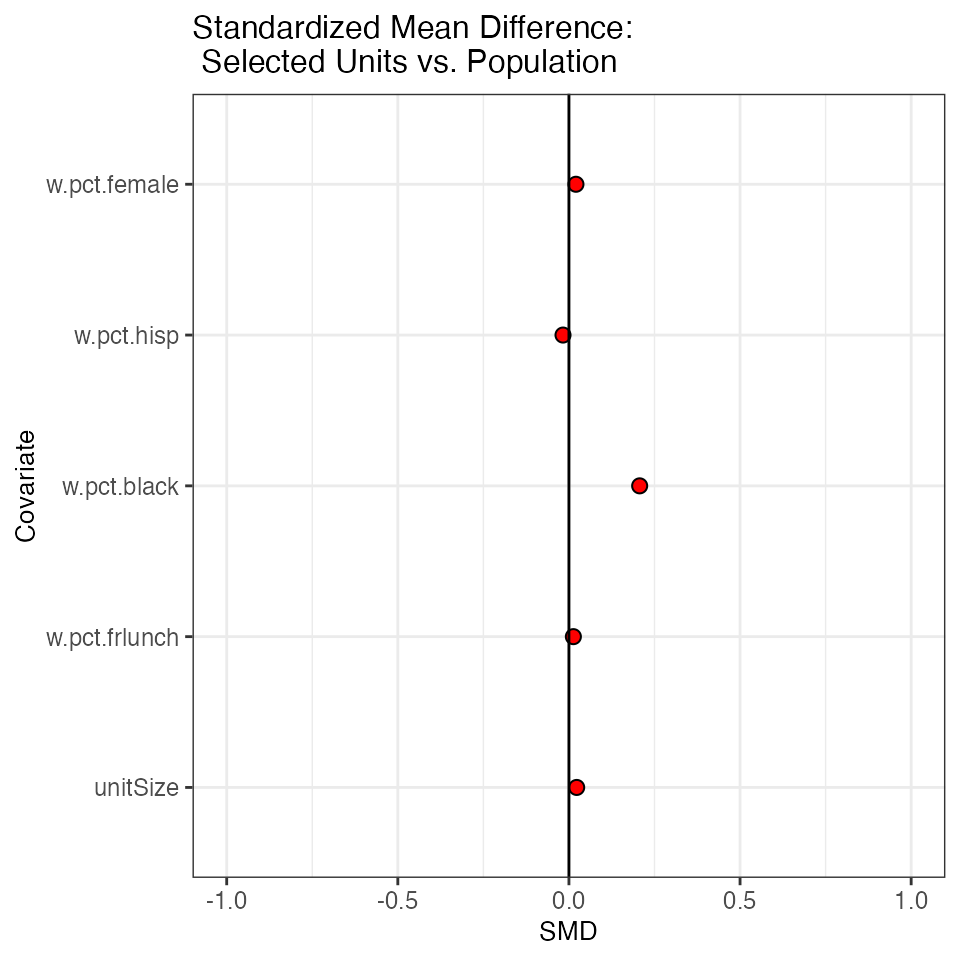 Standardized Mean Difference:
Selected Units vs. Population
w.pct.female
w.pct.hisp
w.pct.black
w.pct.frlunch
unitSize
Covariate
-1.0
-0.5
0.0
0.5
1.0
SMD